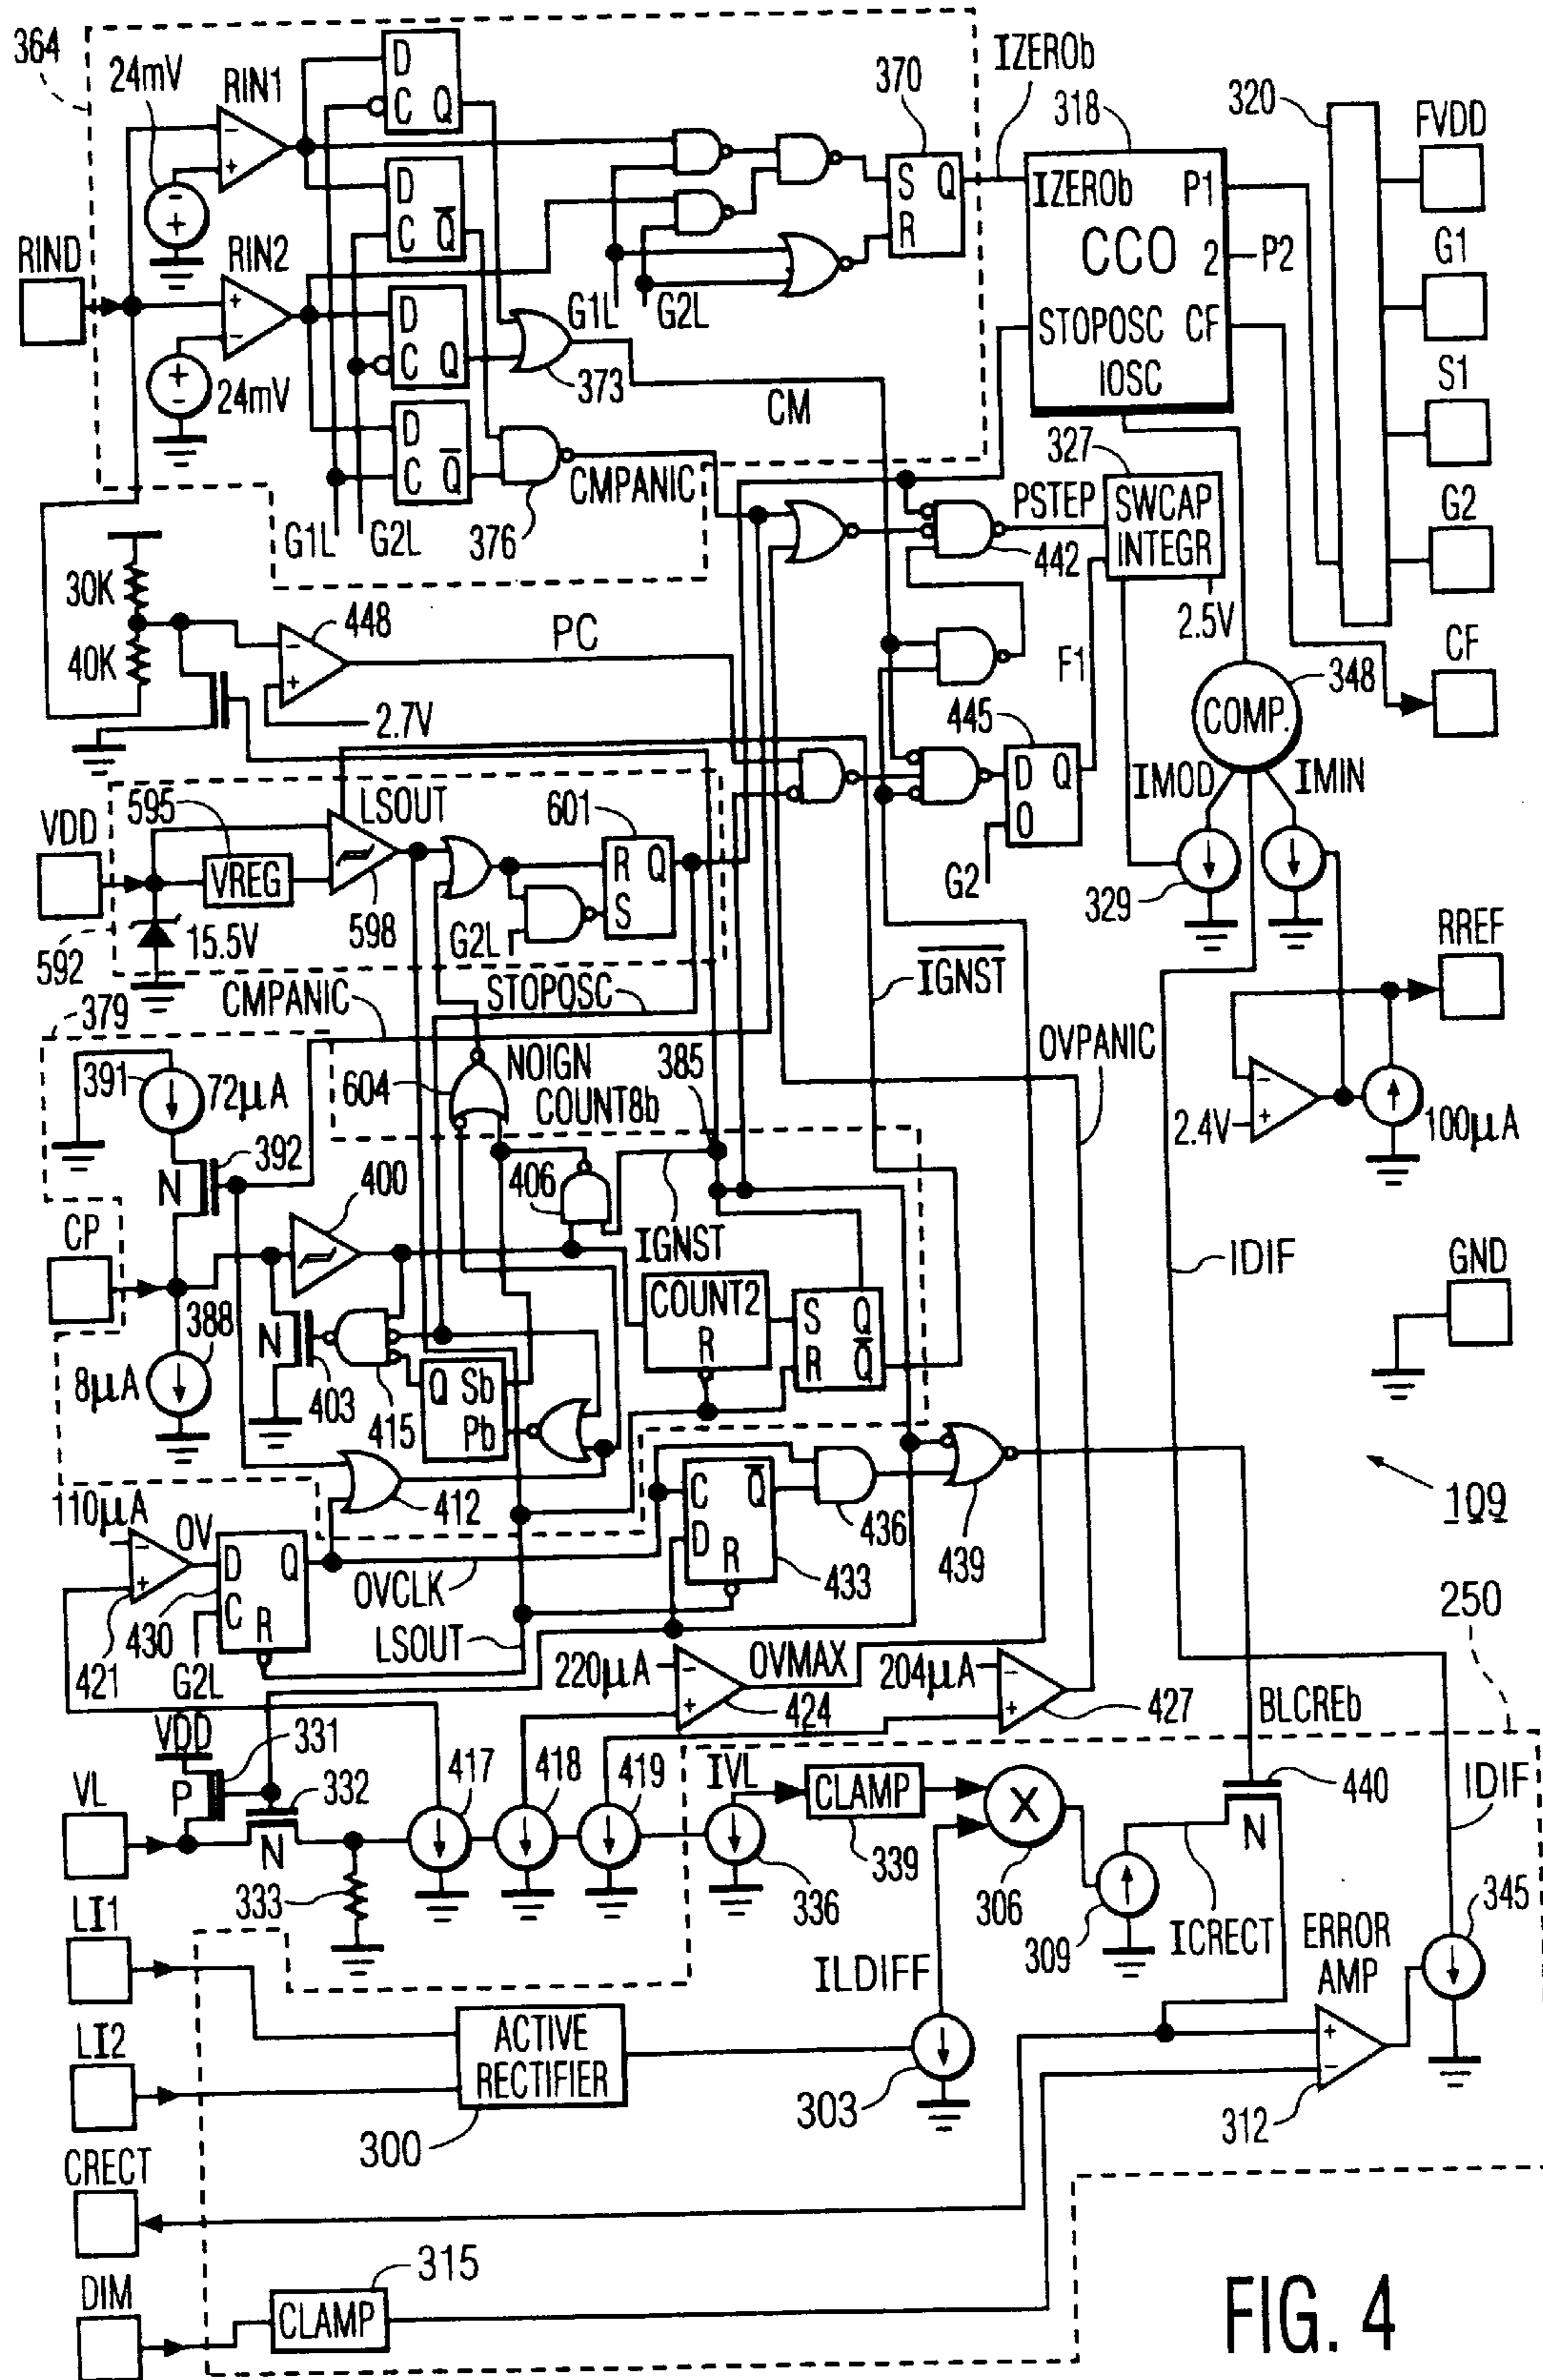 364
24mV
RIN1
D
C
Q
370
IZEROb
318
320
FVDD
D
C
Q
S
Q
R
IZEROb
P1
CCO
2
P2
STOPOSC
CF
IOSC
G1
RIND
RIN2
G1L
G2L
D
C
Q
373
24mV
CM
S1
D
C
Q
CMPANIC
327
PSTEP
SWCAP
INTEGR
442
G2
G1L
G2L
376
30K
40K
448
PC
2.7V
2.5V
F1
CF
348
COMP.
445
D
Q
0
IMOD
IMIN
595
LSOUT
601
VDD
VREG
R
Q
S
G2
329
15.5V
598
G2L
592
IGNST
RREF
CMPANIC
STOPOSC
379
OVPANIC
391
72μA
604
NOIGN
COUNT8b
385
2.4V
100μA
392
N
400
406
CP
IGNST
IDIF
GND
388
COUNT2
R
S
Q
R
Q
N
8μA
403
415
Q
Sb
Pb
110μA
OV
412
C
Q
D
R
436
439
109
D
Q
C
R
OVCLK
433
421
430
G2L
LSOUT
250
220μA
OVMAX
204μA
424
427
BLCREb
VDD
331
P
332
417
418
419
IVL
CLAMP
X
440
IDIF
VL
N
N
333
336
339
306
309
ICRECT
345
LI1
ILDIFF
ERROR
AMP
LI2
ACTIVE
RECTIFIER
300
303
312
CRECT
DIM
315
CLAMP
FIG. 4